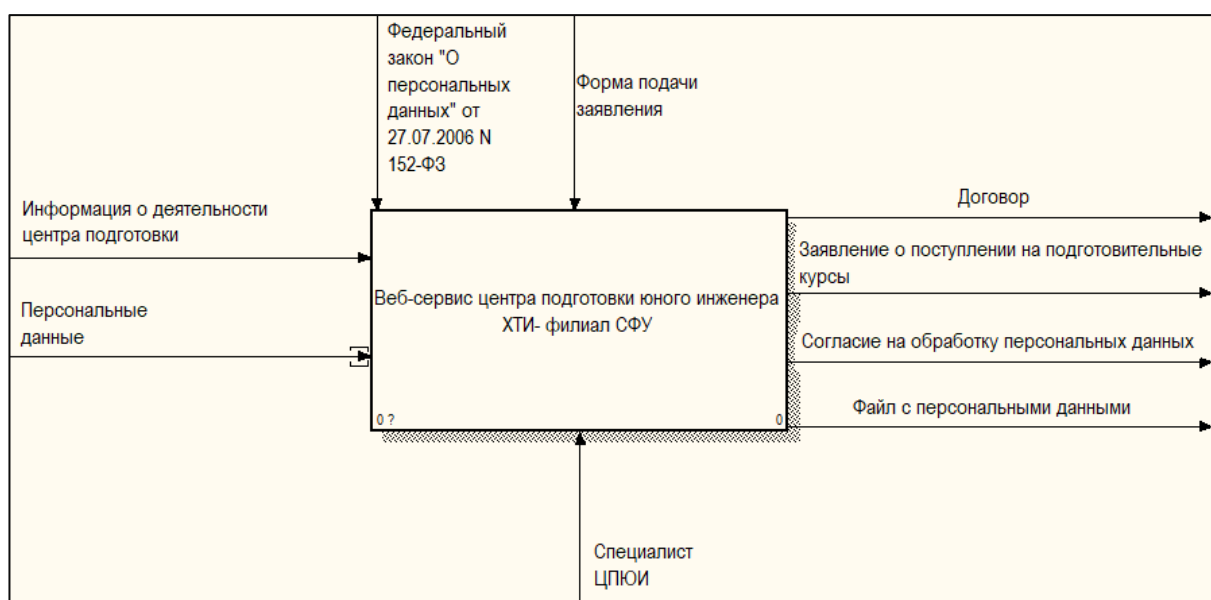 Федеральный
закон "О
персональных
данных" от
27.07.2006 N
152-ФЗ
Форма подачи
заявления
Информация о деятельности
центра подготовки
Персональные
данные
Веб-сервис центра подготовки юного инженера
ХТИ- филиал СФУ
0 ?
0
Договор
Заявление о поступлении на подготовительные
курсы
Согласие на обработку персональных данных
Файл с персональными данными
Специалист
ЦПЮИ